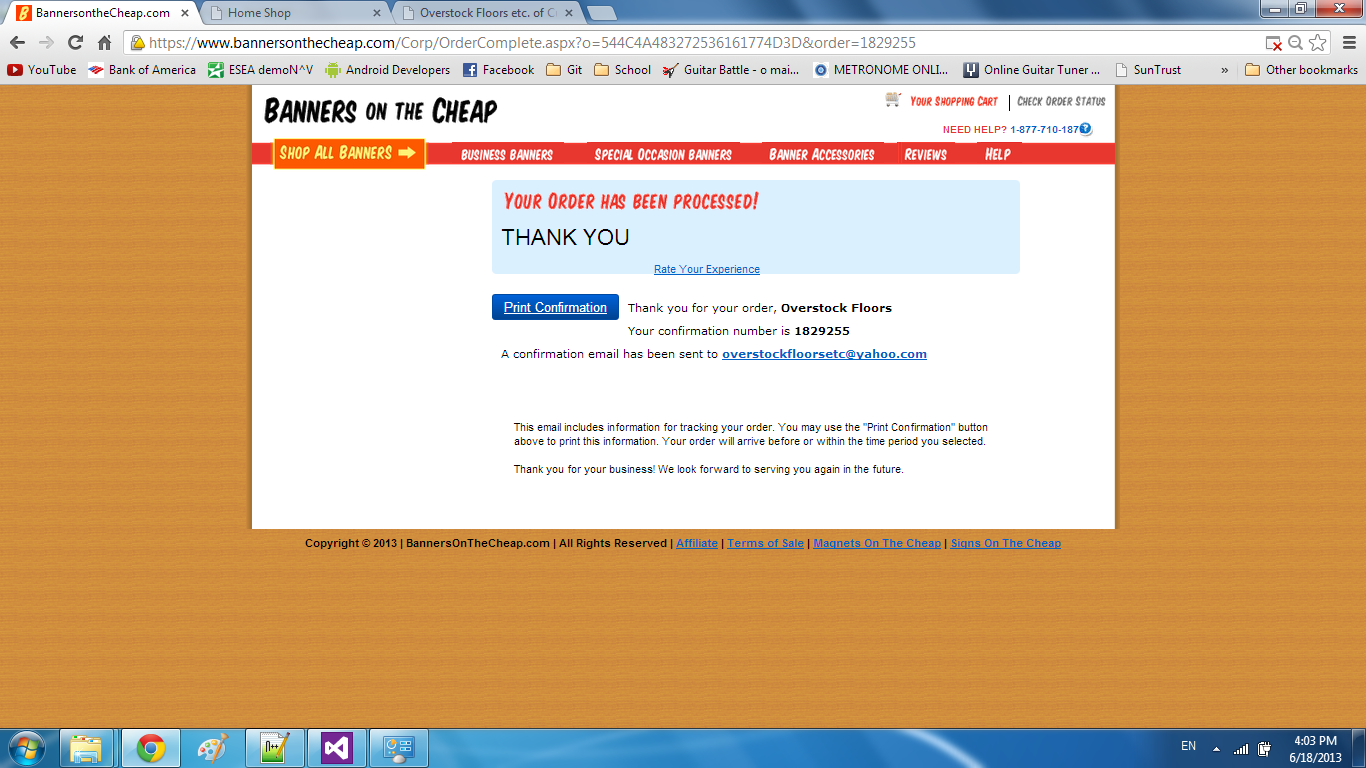 BannersontheCheap.com
Home Shop
Overstock Floors etc. of C
https://www.bannersonthecheap.com/Corp/OrderComplete.aspx?o=544C4A483272536161774D3D&order=1829255
YouTube
Bank of America
ESEA demoN^V
Android Developers
Facebook
Git
School
Guitar Battle - o mai...
METRONOME ONLI...
Online Guitar Tuner ...
SunTrust
»
Other bookmarks
BANNERS ON THE CHEAP
YOUR SHOPPING CART | CHECK ORDER STATUS
NEED HELP? 1-877-710-187
SHOP ALL BANNERS
BUSINESS BANNERS
SPECIAL OCCASION BANNERS
BANNER ACCESSORIES
REVIEWS
HELP
YOUR ORDER HAS BEEN PROCESSED!
THANK YOU
Rate Your Experience
Print Confirmation
Thank you for your order, Overstock Floors
Your confirmation number is 1829255
A confirmation email has been sent to overstockfloorsetc@yahoo.com
This email includes information for tracking your order. You may use the "Print Confirmation" button
above to print this information. Your order will arrive before or within the time period you selected.
Thank you for your business! We look forward to serving you again in the future.
Copyright © 2013 | BannersOnTheCheap.com | All Rights Reserved | Affiliate | Terms of Sale | Magnets On The Cheap | Signs On The Cheap
EN
4:03 PM
6/18/2013